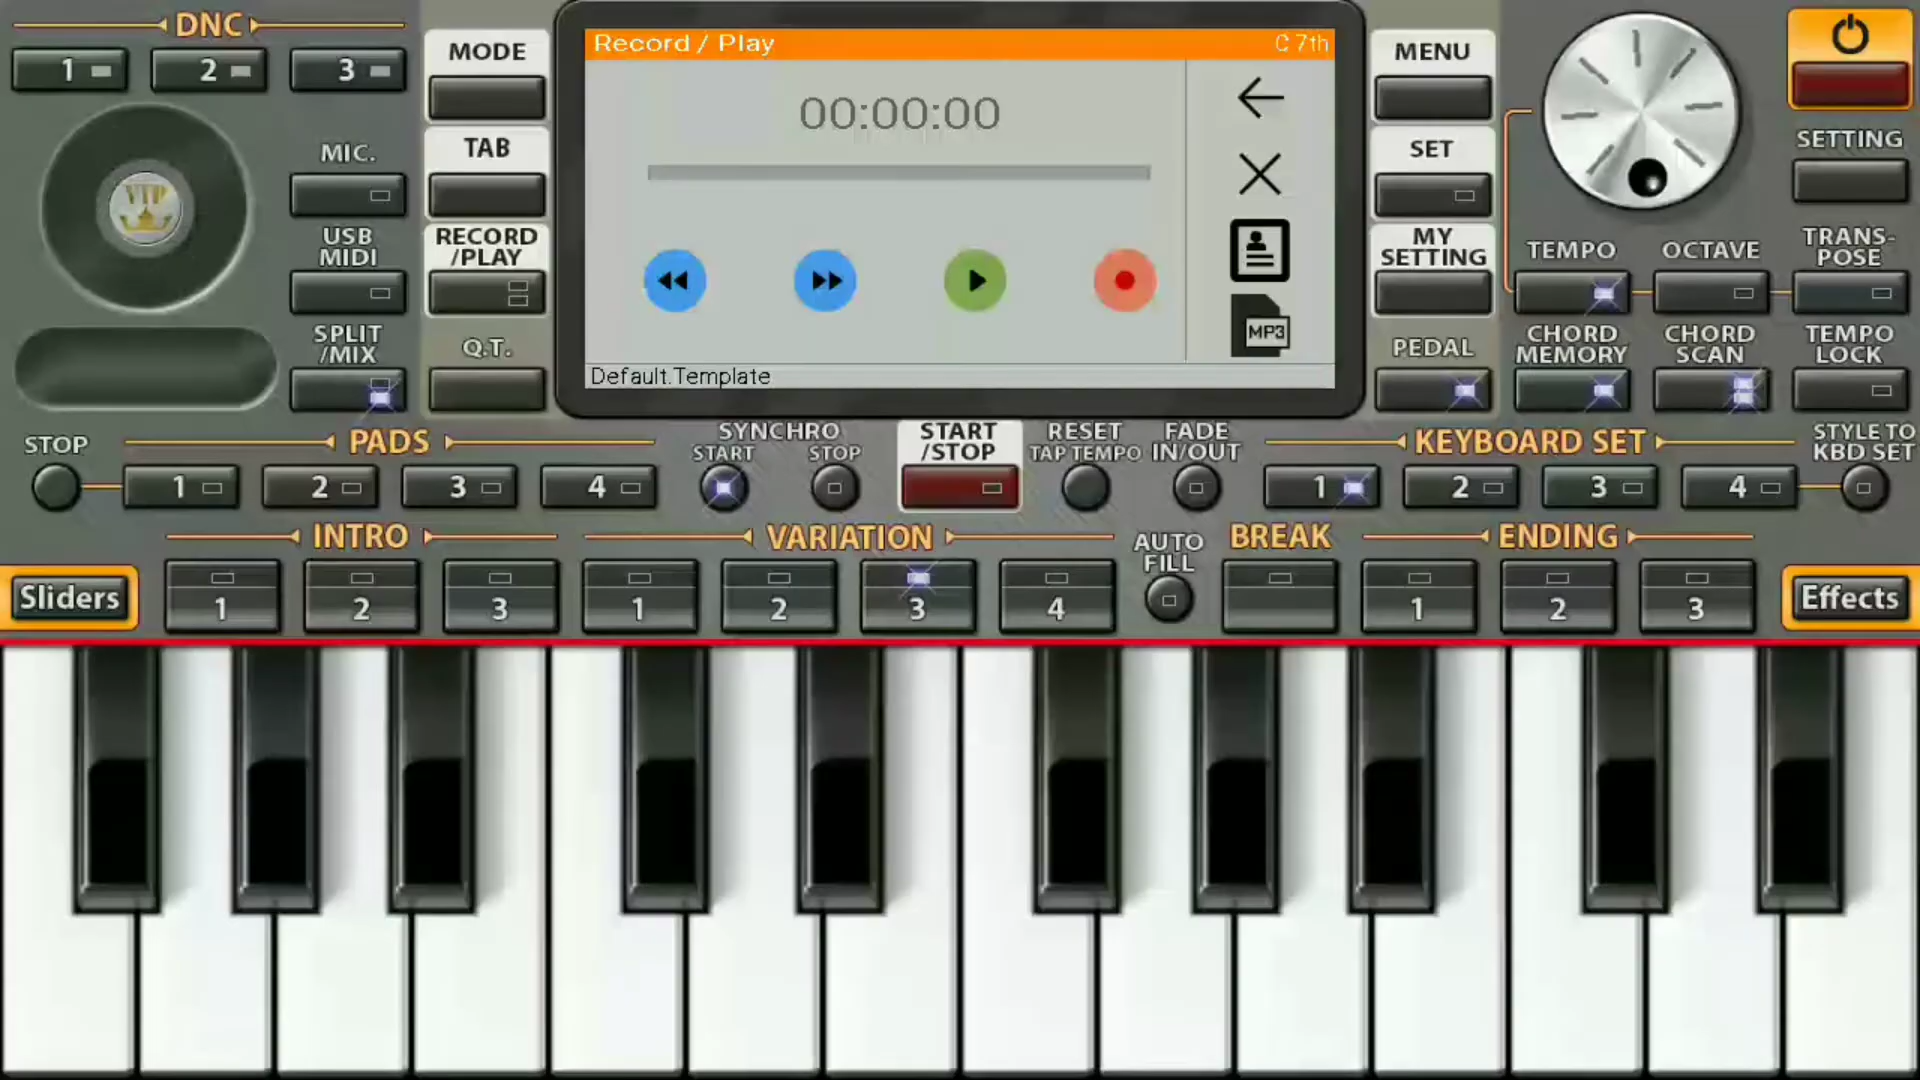 DNC
1
2
3
MODE
Record / Play
C 7th
MENU
00:00:00
SETTING
MIC.
TAB
SET
VIP
USB
MIDI
RECORD
/PLAY
MY
SETTING
TEMPO
OCTAVE
TRANS-
POSE
SPLIT
/MIX
Q.T.
MP3
PEDAL
CHORD
MEMORY
CHORD
SCAN
TEMPO
LOCK
Default.Template
STOP
PADS
SYNCHRO
START
STOP
START
/STOP
RESET
TAP TEMPO
FADE
IN/OUT
KEYBOARD SET
STYLE TO
KBD SET
1
2
3
4
1
2
3
4
INTRO
VARIATION
AUTO
FILL
BREAK
ENDING
Sliders
1
2
3
1
2
3
4
1
2
3
Effects